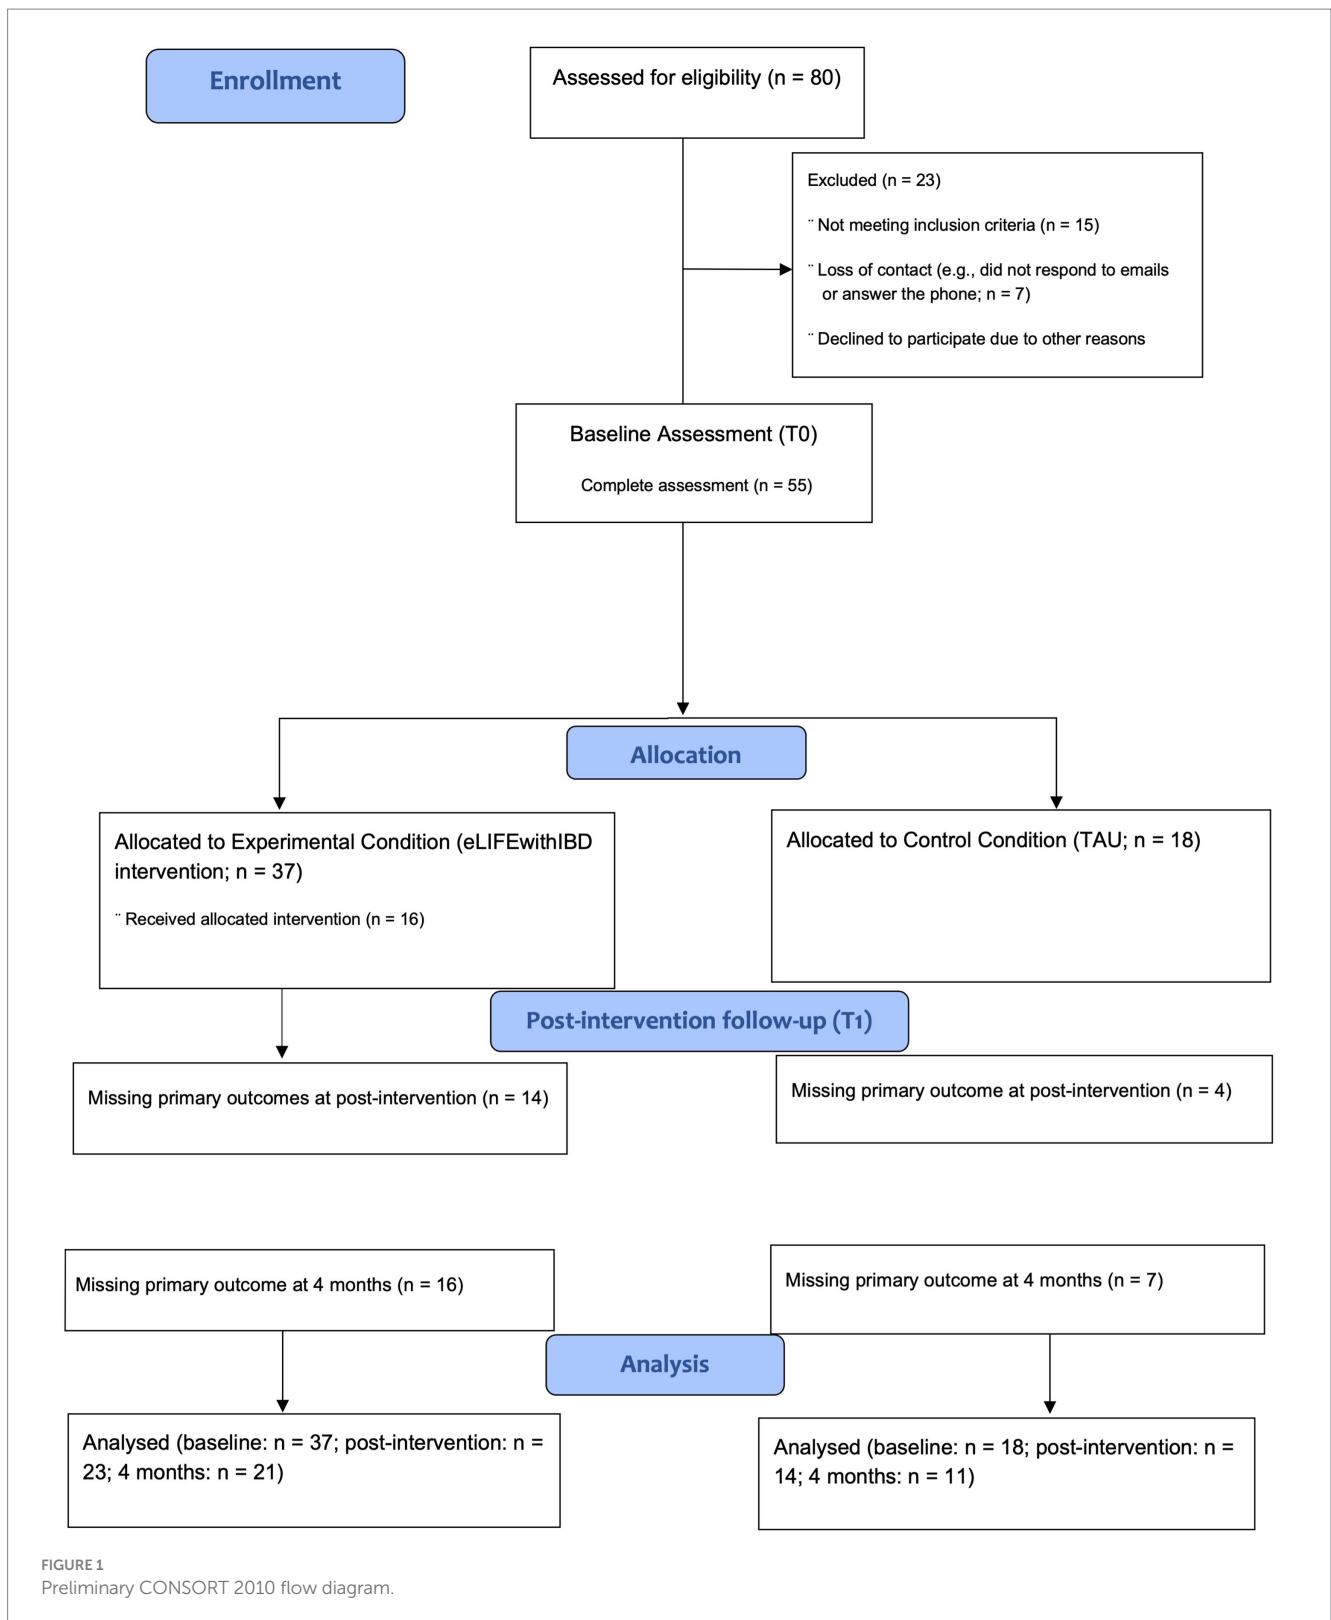 Enrollment
Assessed for eligibility (n = 80)
Excluded (n = 23)
¨ Not meeting inclusion criteria (n = 15)
¨ Loss of contact (e.g., did not respond to emails
or answer the phone; n = 7)
¨ Declined to participate due to other reasons
Baseline Assessment (T0)
Complete assessment (n = 55)
Allocation
Allocated to Experimental Condition (eLIFEwithIBD
intervention; n = 37)
¨ Received allocated intervention (n = 16)
Allocated to Control Condition (TAU; n = 18)
Post-intervention follow-up (T1)
Missing primary outcomes at post-intervention (n = 14)
Missing primary outcome at post-intervention (n = 4)
Missing primary outcome at 4 months (n = 16)
Missing primary outcome at 4 months (n = 7)
Analysis
Analysed (baseline: n = 37; post-intervention: n =
23; 4 months: n = 21)
Analysed (baseline: n = 18; post-intervention: n =
14; 4 months: n = 11)
FIGURE 1
Preliminary CONSORT 2010 flow diagram.